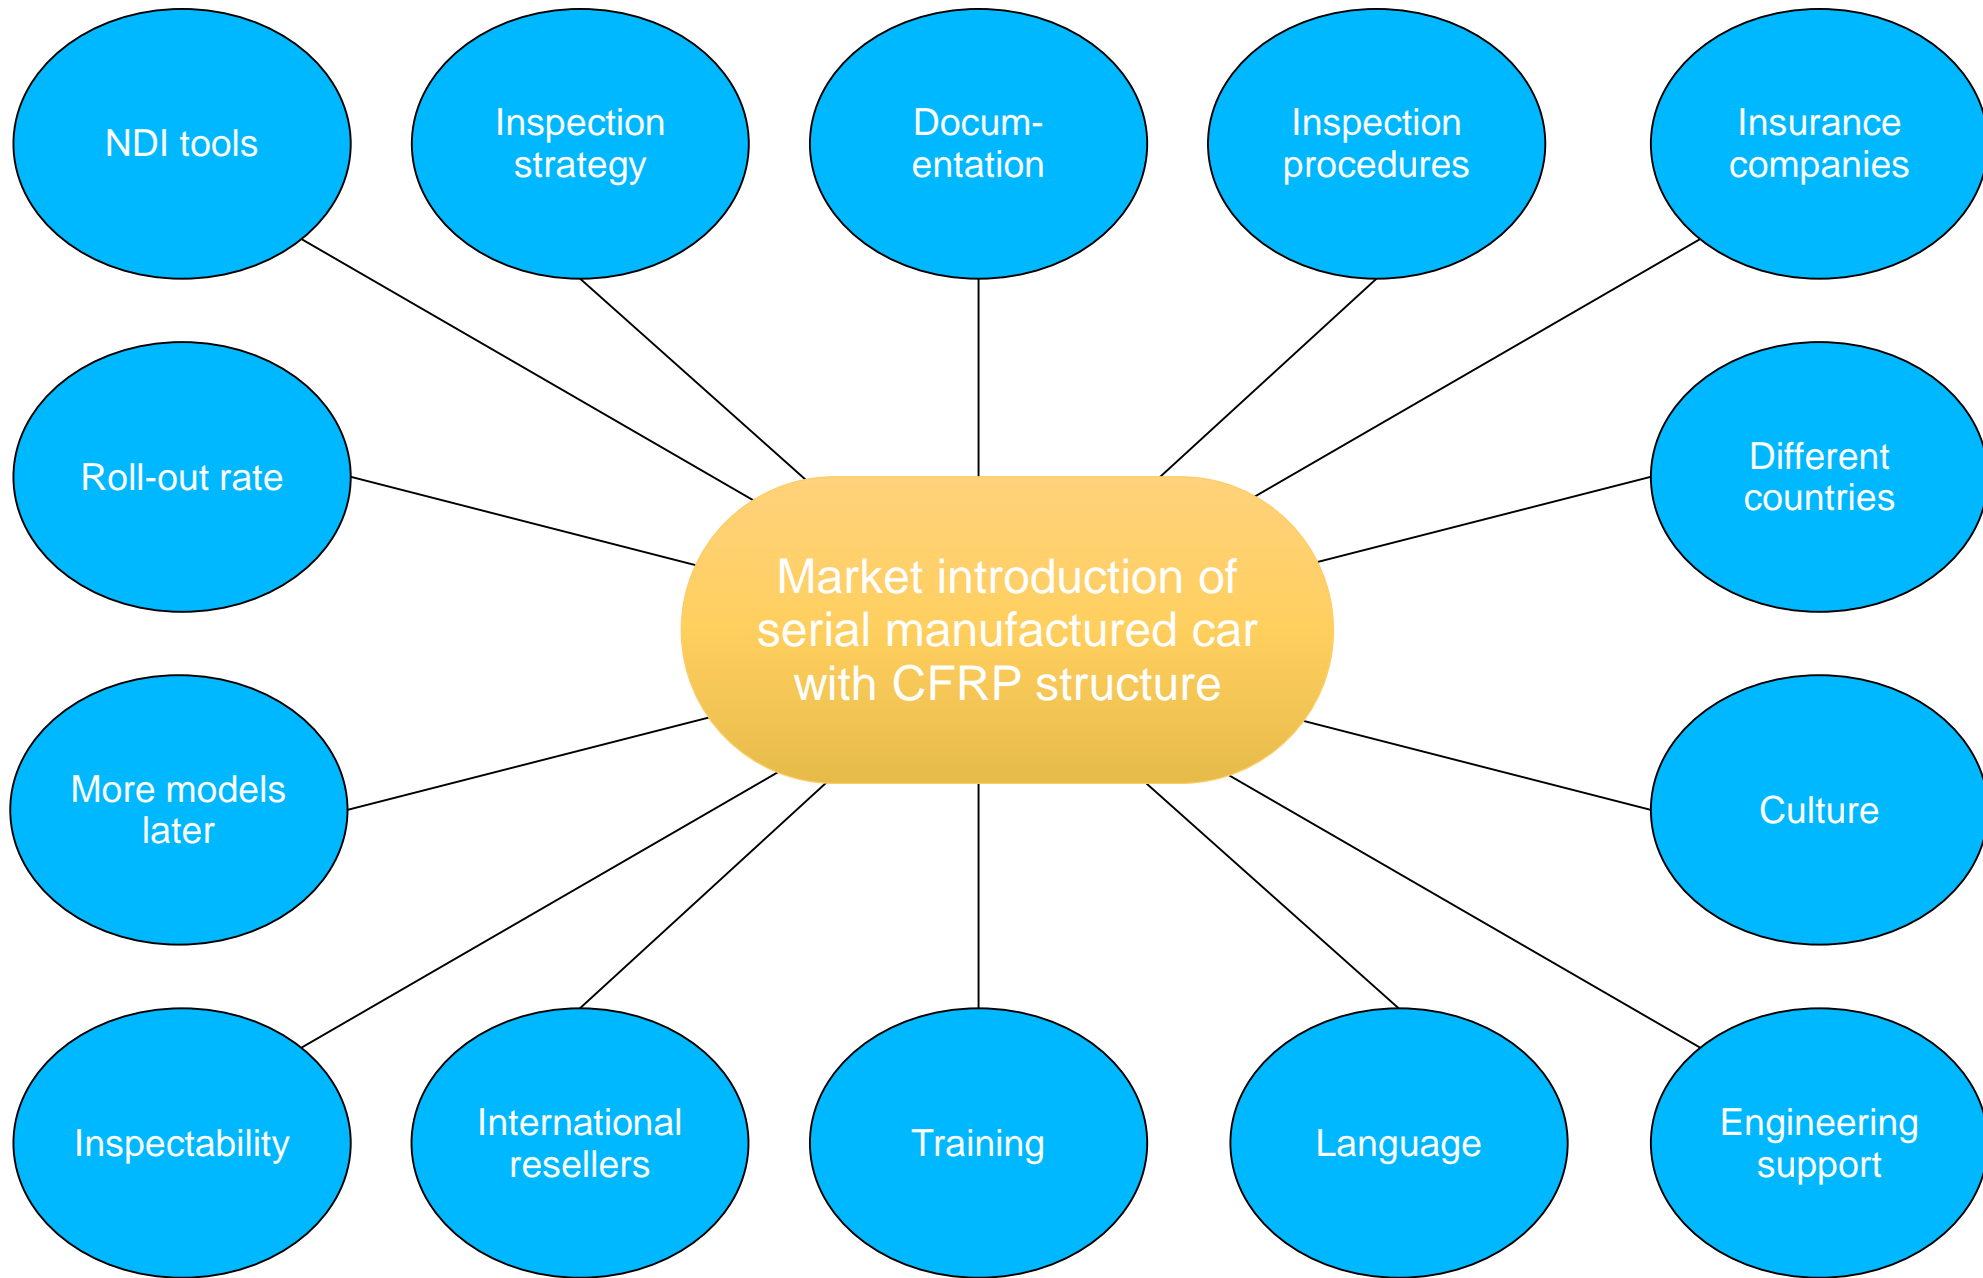 NDI tools
Inspection
strategy
Docum-
entation
Inspection
procedures
Insurance
companies
Roll-out rate
Different
countries
Market introduction of
serial manufactured car
with CFRP structure
More models
later
Culture
Inspectability
International
resellers
Training
Language
Engineering
support